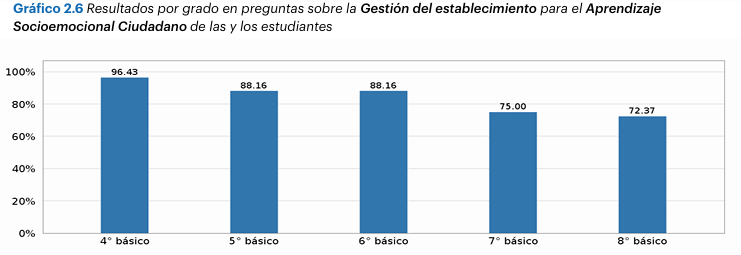 Gráfico 2.6 Resultados por grado en preguntas sobre la Gestión del establecimiento para el Aprendizaje
Socioemocional Ciudadano de las y los estudiantes
100%
80%
60%
40%
20%
0%
96.43
88.16
88.16
75.00
72.37
4° básico
5° básico
6° básico
7° básico
8° básico